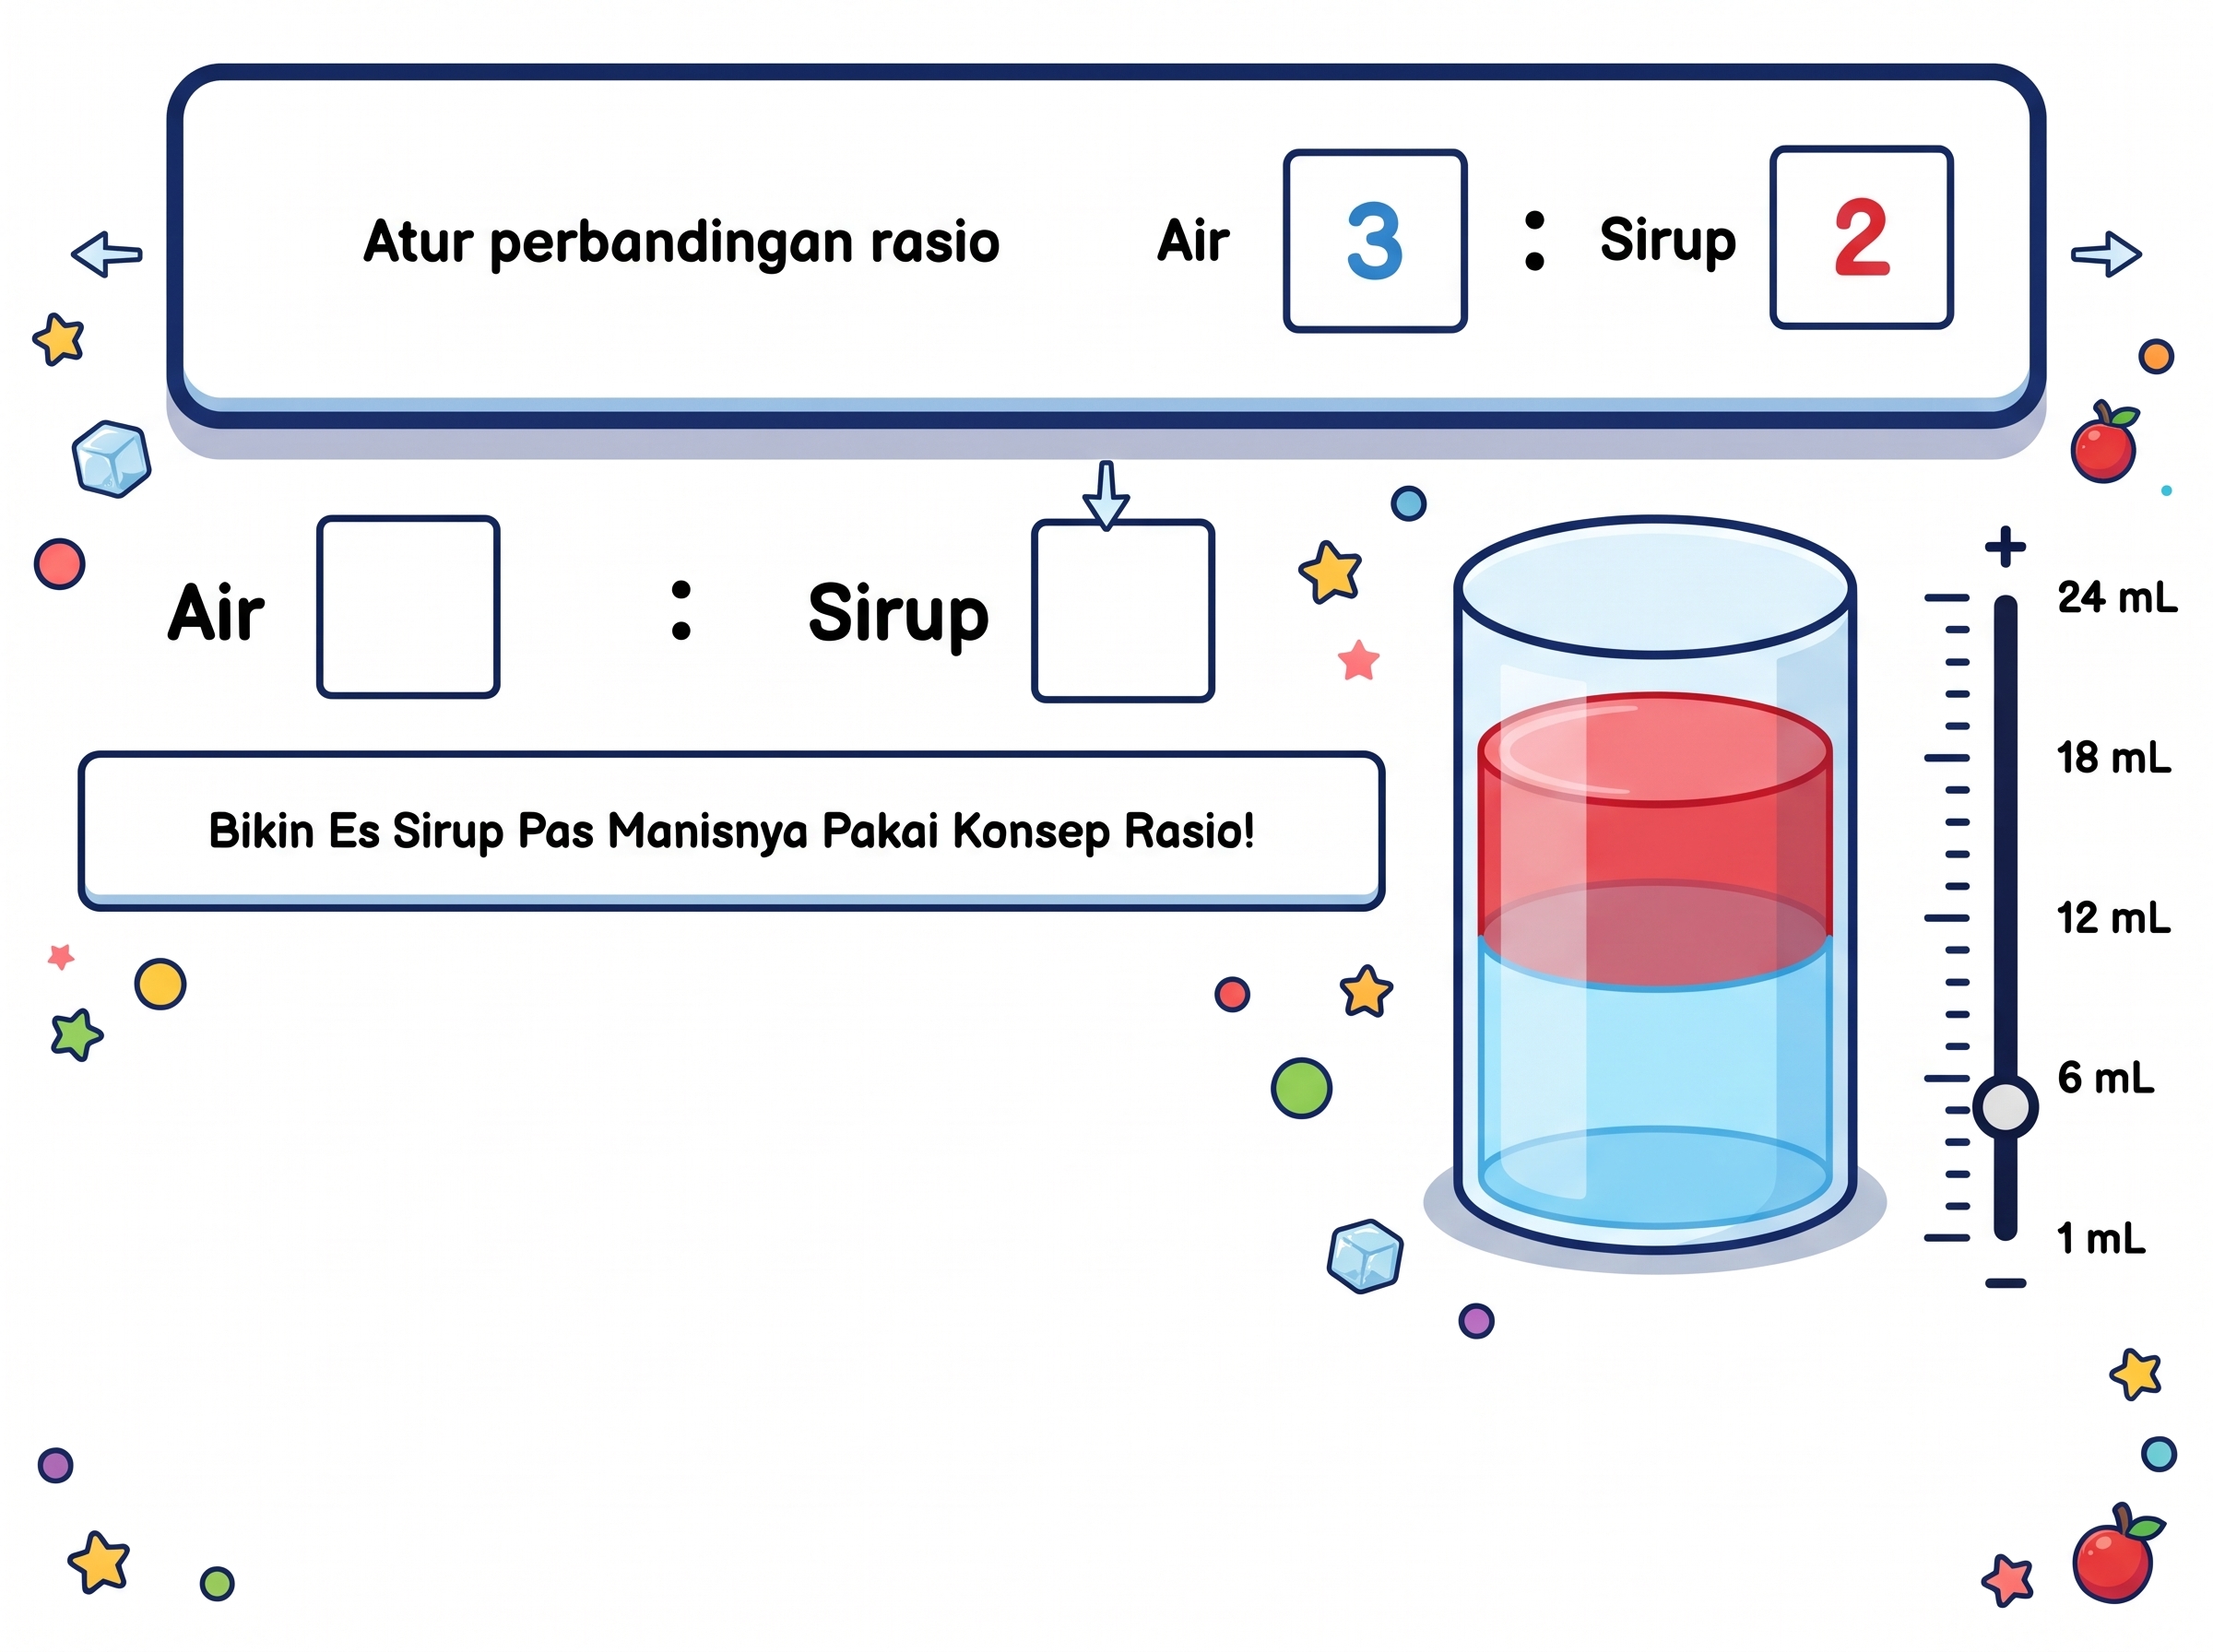 Atur perbandingan rasio Air 3 : Sirup 2
Air : Sirup
Bikin Es Sirup Pas Manisnya Pakai Konsep Rasio!
+
24 mL
18 mL
12 mL
6 mL
1 mL
−